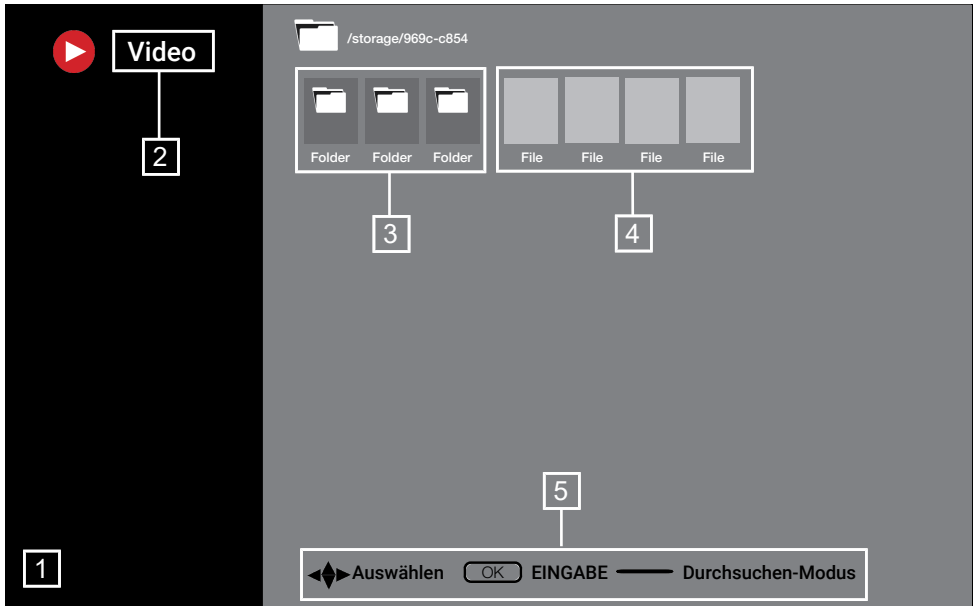 Video
2
/storage/969c-c854
Folder Folder Folder
File File File File
3
4
5
1
Auswählen OK EINGABE Durchsuchen-Modus